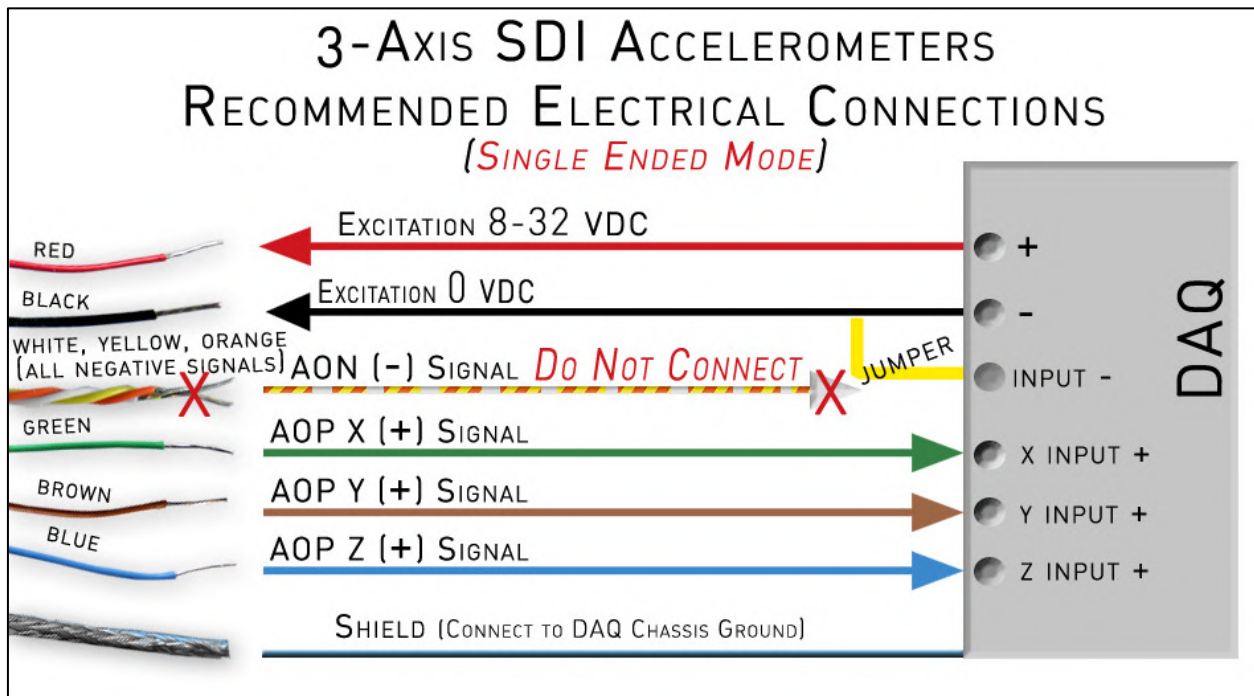 3-Axis SDI Accelerometers
Recommended Electrical Connections
(Single Ended Mode)
RED
Excitation 8-32 VDC
+
BLACK
Excitation 0 VDC
-
WHITE, YELLOW, ORANGE
(ALL NEGATIVE SIGNALS)
AON (-) Signal Do Not Connect
X
X
JUMPER
INPUT -
DAQ
GREEN
AOP X (+) Signal
X INPUT +
BROWN
AOP Y (+) Signal
Y INPUT +
BLUE
AOP Z (+) Signal
Z INPUT +
Shield (Connect to DAQ Chassis Ground)